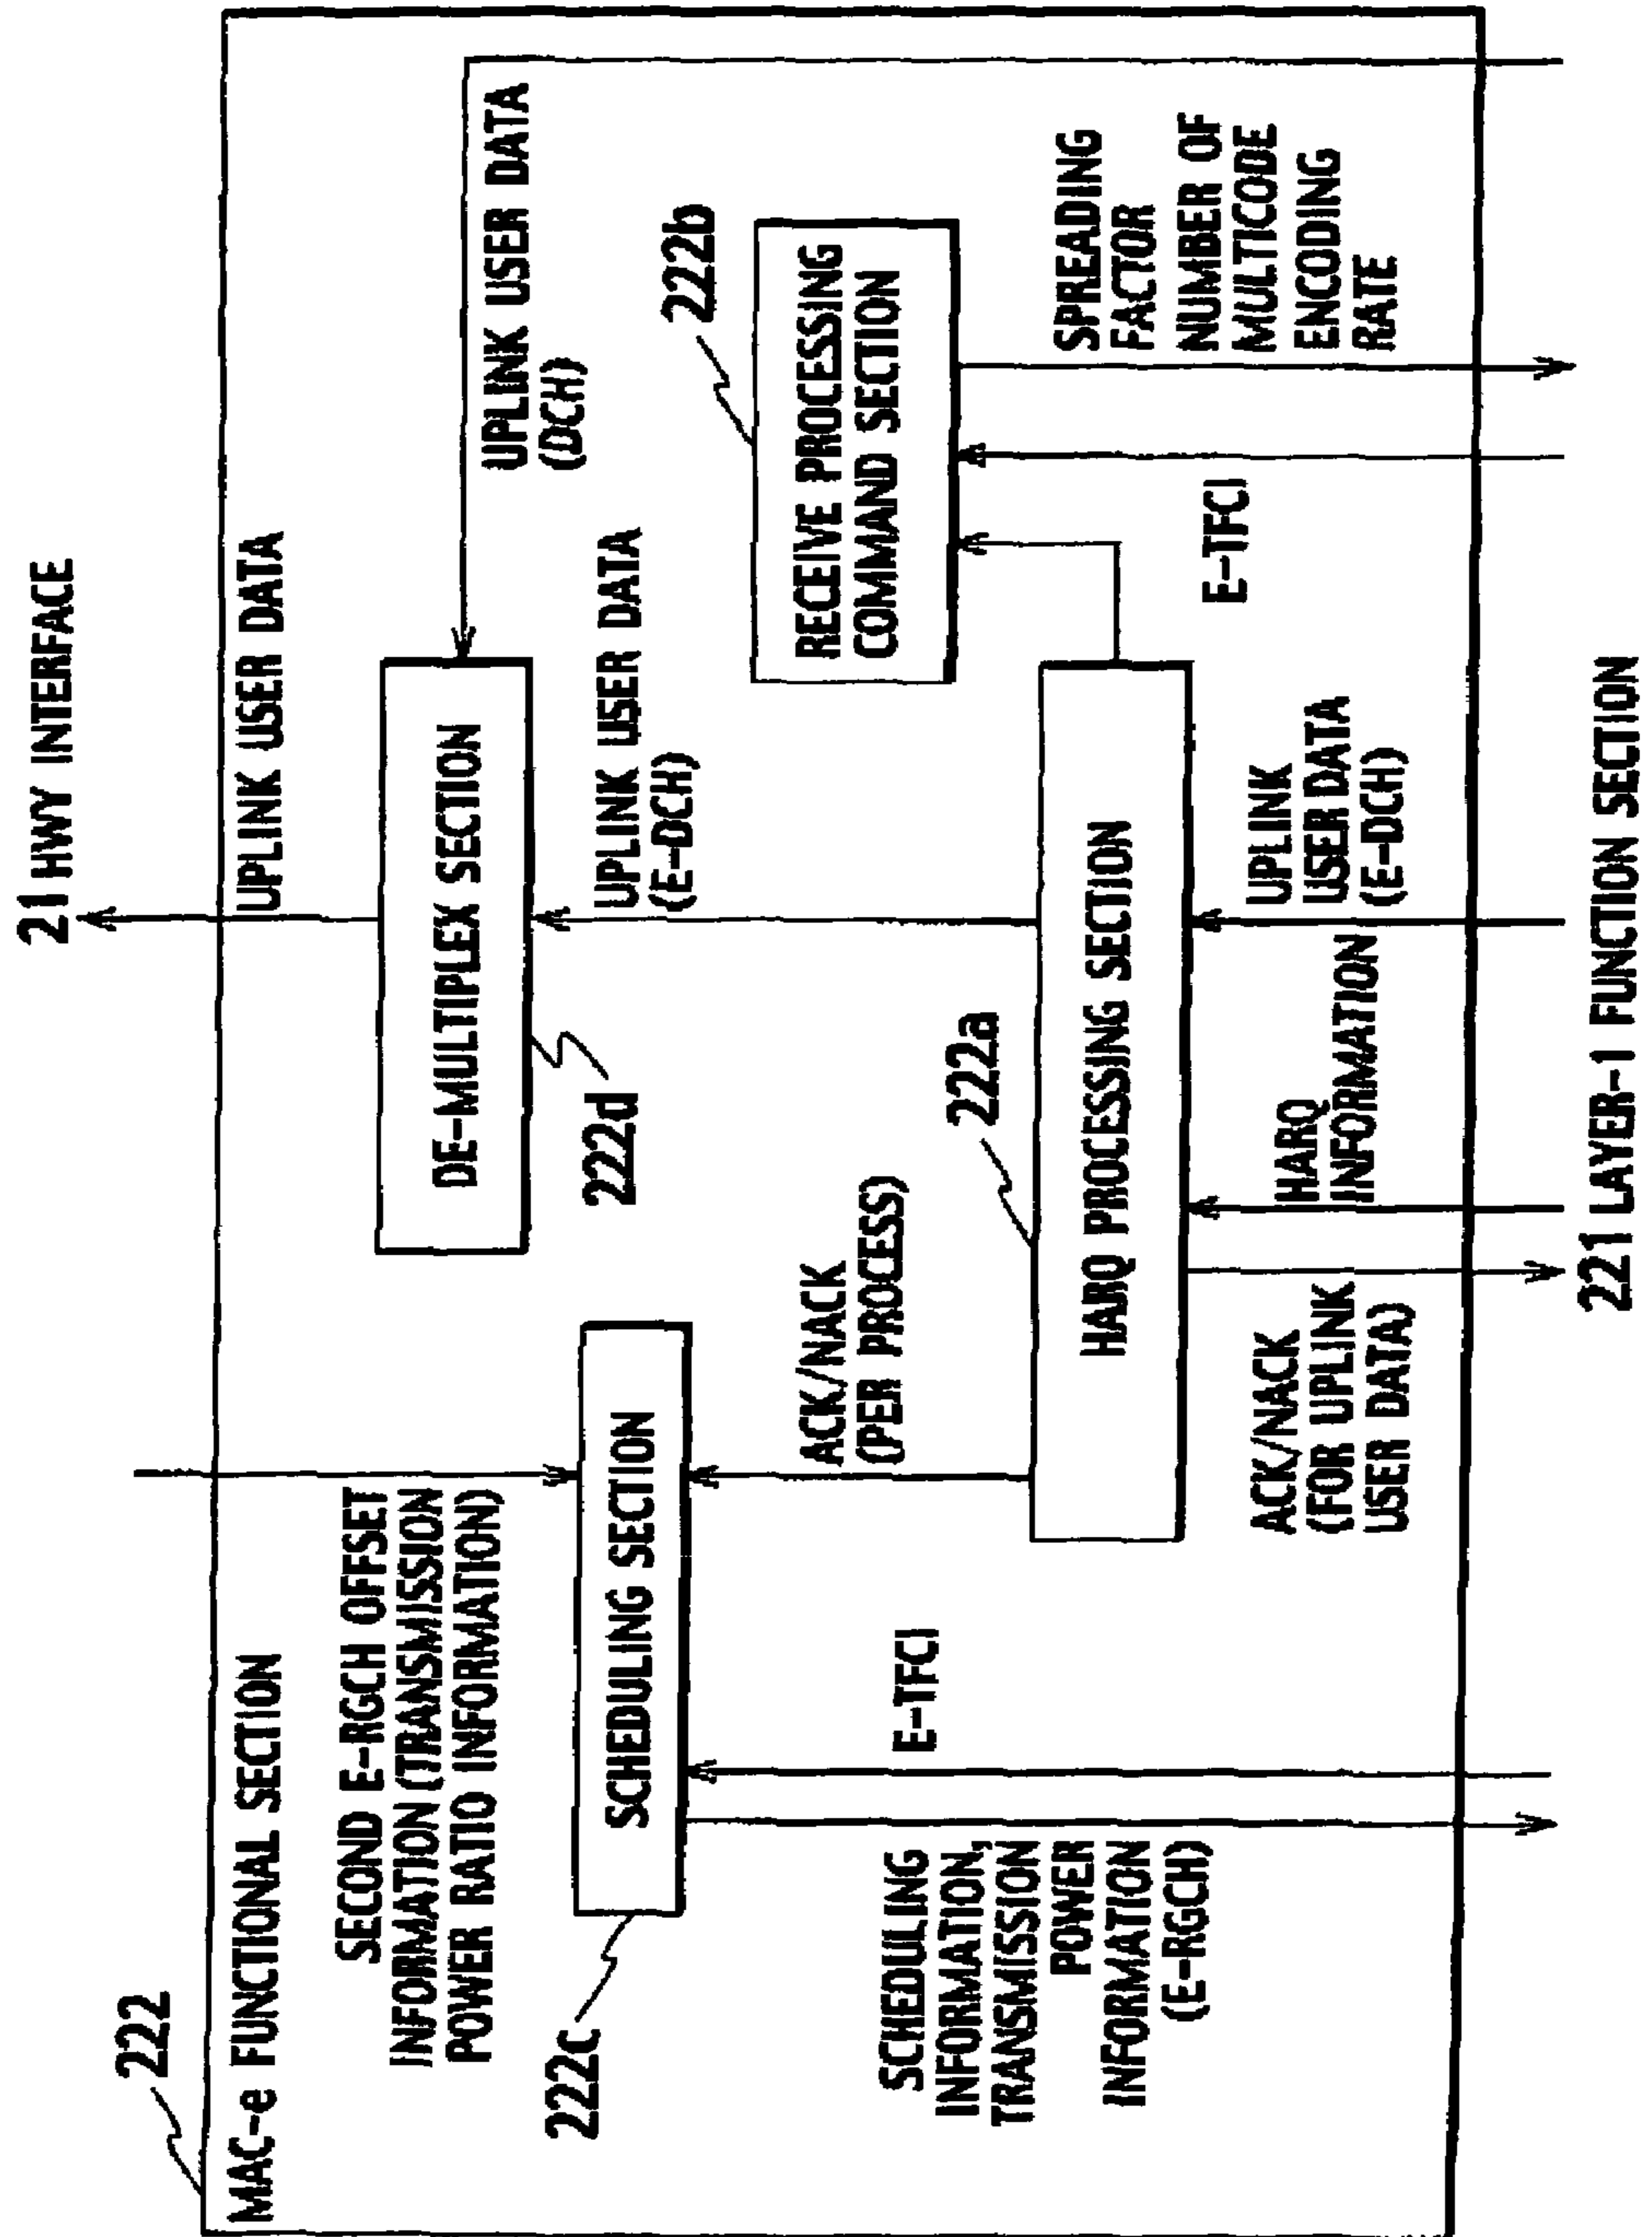 21 HWY INTERFACE
222
MAC-e FUNCTIONAL SECTION
UPLINK USER DATA
SECOND E-RGCH OFFSET
INFORMATION (TRANSMISSION
POWER RATIO INFORMATION)
DE-MULTIPLEX SECTION
222d
UPLINK USER DATA
(DCH)
222c
SCHEDULING SECTION
UPLINK USER DATA
(E-DCH)
222b
RECEIVE PROCESSING
COMMAND SECTION
ACK/NACK
(PER PROCESS)
222a
HARQ PROCESSING SECTION
SCHEDULING
INFORMATION,
TRANSMISSION
POWER
INFORMATION
(E-RGCH)
E-TFCI
ACK/NACK
(FOR UPLINK
USER DATA)
HARQ
INFORMATION
UPLINK
USER DATA
(E-DCH)
E-TFCI
SPREADING
FACTOR
NUMBER OF
MULTICODE
ENCODING
RATE
221 LAYER-1 FUNCTION SECTION